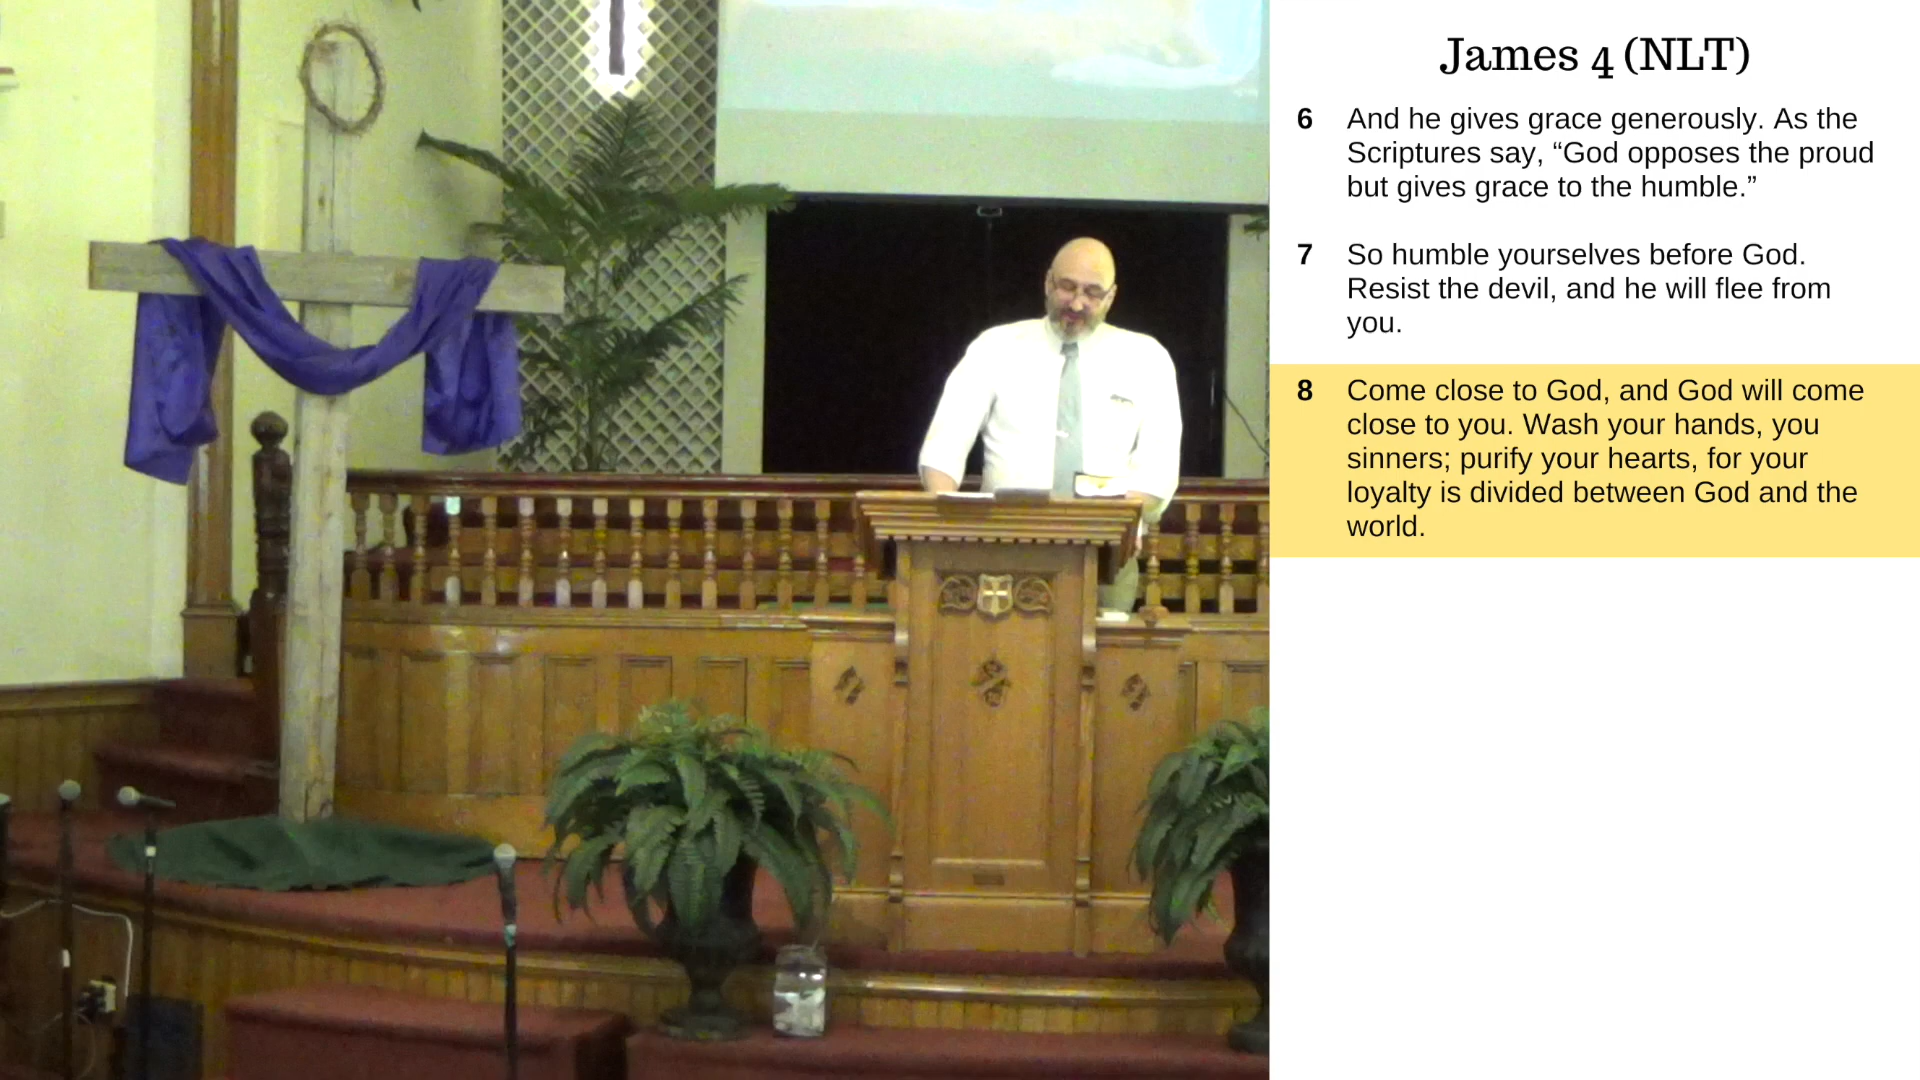 James 4 (NLT)
6 And he gives grace generously. As the
Scriptures say, “God opposes the proud
but gives grace to the humble.”
7 So humble yourselves before God.
Resist the devil, and he will flee from
you.
8 Come close to God, and God will come
close to you. Wash your hands, you
sinners; purify your hearts, for your
loyalty is divided between God and the
world.